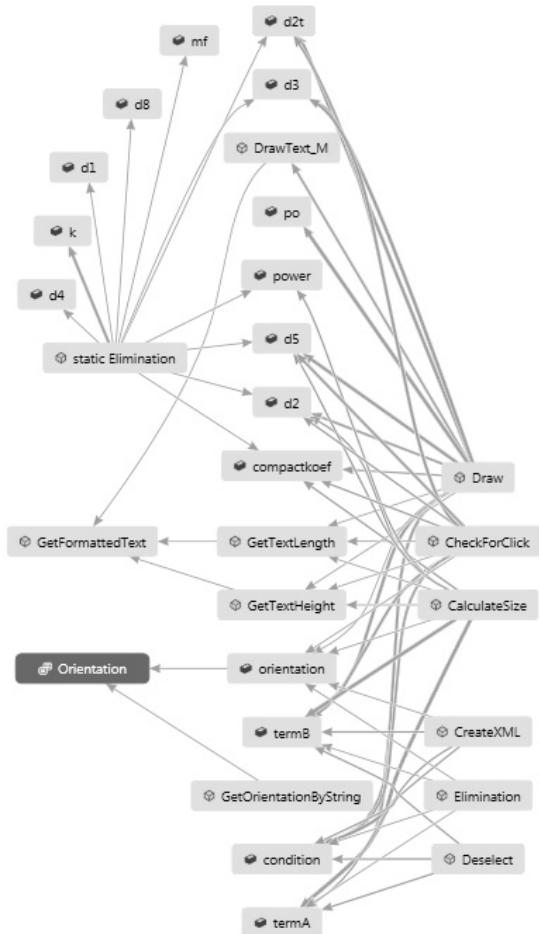 d2t
mf
d3
d8
DrawText_M
d1
po
k
power
d4
d5
static Elimination
d2
compactkoef
Draw
GetFormattedText
GetTextLength
CheckForClick
GetTextHeight
CalculateSize
Orientation
orientation
termB
CreateXML
GetOrientationByString
Elimination
condition
Deselect
termA